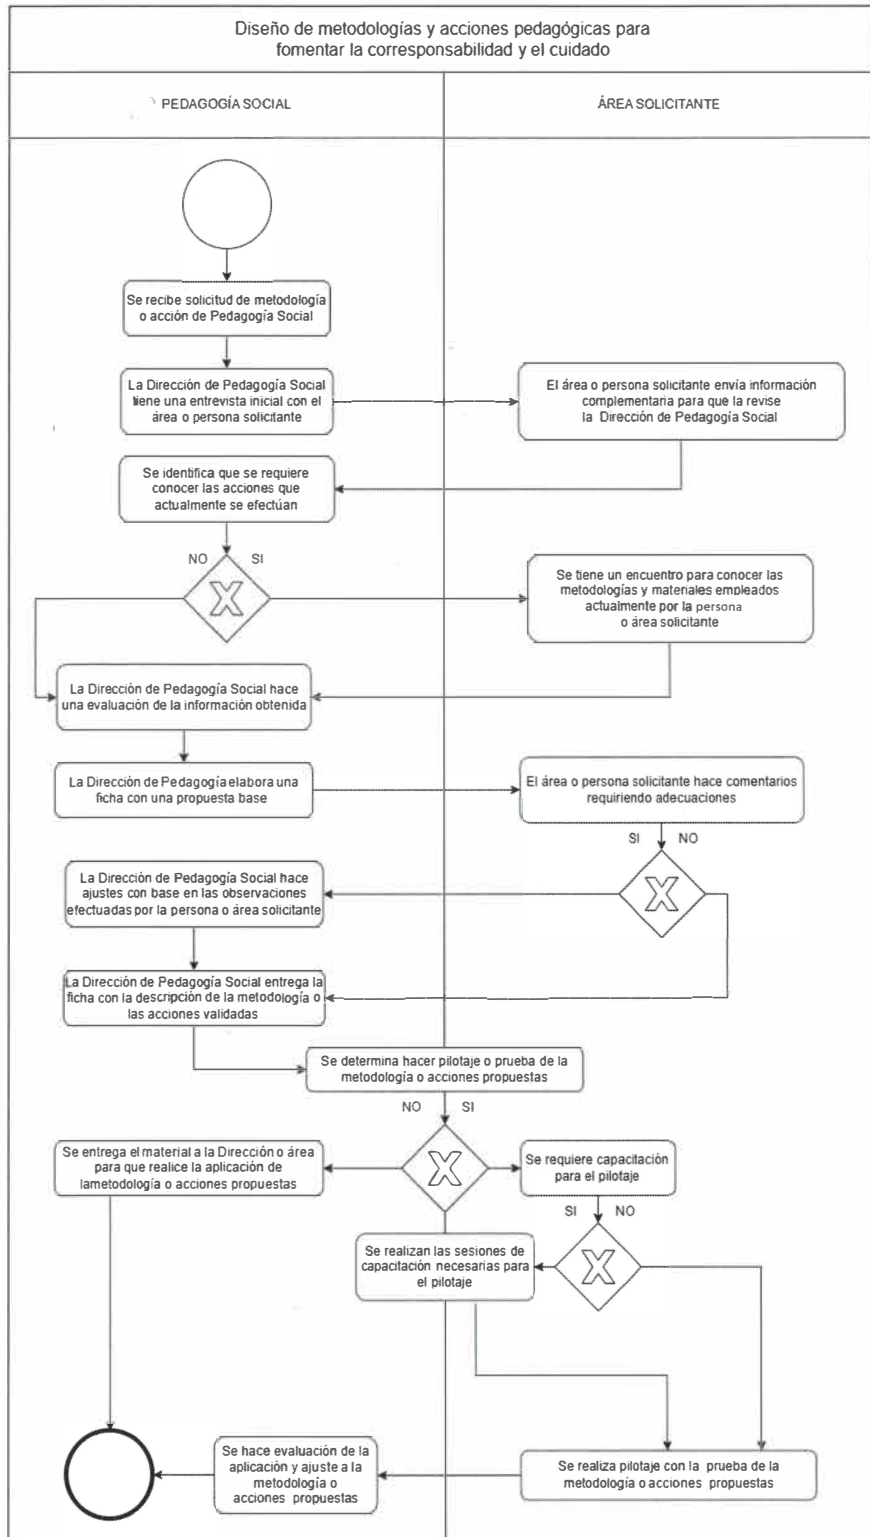 Diseño de metodologías y acciones pedagógicas para
fomentar la corresponsabilidad y el cuidado
PEDAGOGÍA SOCIAL
ÁREA SOLICITANTE
Se recibe solicitud de metodología
o acción de Pedagogía Social
La Dirección de Pedagogía Social
tiene una entrevista inicial con el
área o persona solicitante
El área o persona solicitante envía información
complementaria para que la revise
la Dirección de Pedagogía Social
Se identifica que se requiere
conocer las acciones que
actualmente se efectúan
NO SI
X
Se tiene un encuentro para conocer las
metodologías y materiales empleados
actualmente por la persona
o área solicitante
La Dirección de Pedagogía Social hace
una evaluación de la información obtenida
La Dirección de Pedagogía elabora una
ficha con una propuesta base
El área o persona solicitante hace comentarios
requiriendo adecuaciones
SI NO
X
La Dirección de Pedagogía Social hace
ajustes con base en las observaciones
efectuadas por la persona o área solicitante
La Dirección de Pedagogía Social entrega la
ficha con la descripción de la metodología o
las acciones validadas
Se determina hacer pilotaje o prueba de la
metodología o acciones propuestas
NO SI
X
Se entrega el material a la Dirección o área
para que realice la aplicación de
lametodología o acciones propuestas
Se requiere capacitación
para el pilotaje
SI NO
X
Se realizan las sesiones de
capacitación necesarias para
el pilotaje
Se hace evaluación de la
aplicación y ajuste a la
metodología o
acciones propuestas
Se realiza pilotaje con la prueba de la
metodología o acciones propuestas